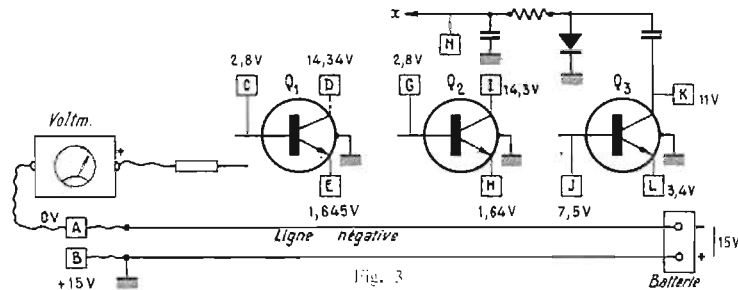 x
N
2,8V
14,34V
2,8V
C
D
Q1
G
Q2
I
14,3V
Q3
K
11V
Voltm.
+
E
H
J
L
3,4V
1,645V
1,64V
7,5V
0V
A
Ligne négative
-
15V
B
+
+15V
Fig. 3
Batterie